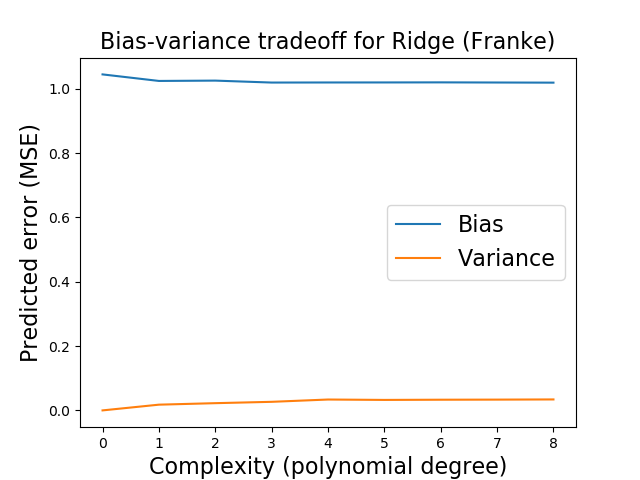 Bias-variance tradeoff for Ridge (Franke)
Predicted error (MSE)
1.0
0.8
0.6
0.4
0.2
0.0
Bias
Variance
0 1 2 3 4 5 6 7 8
Complexity (polynomial degree)